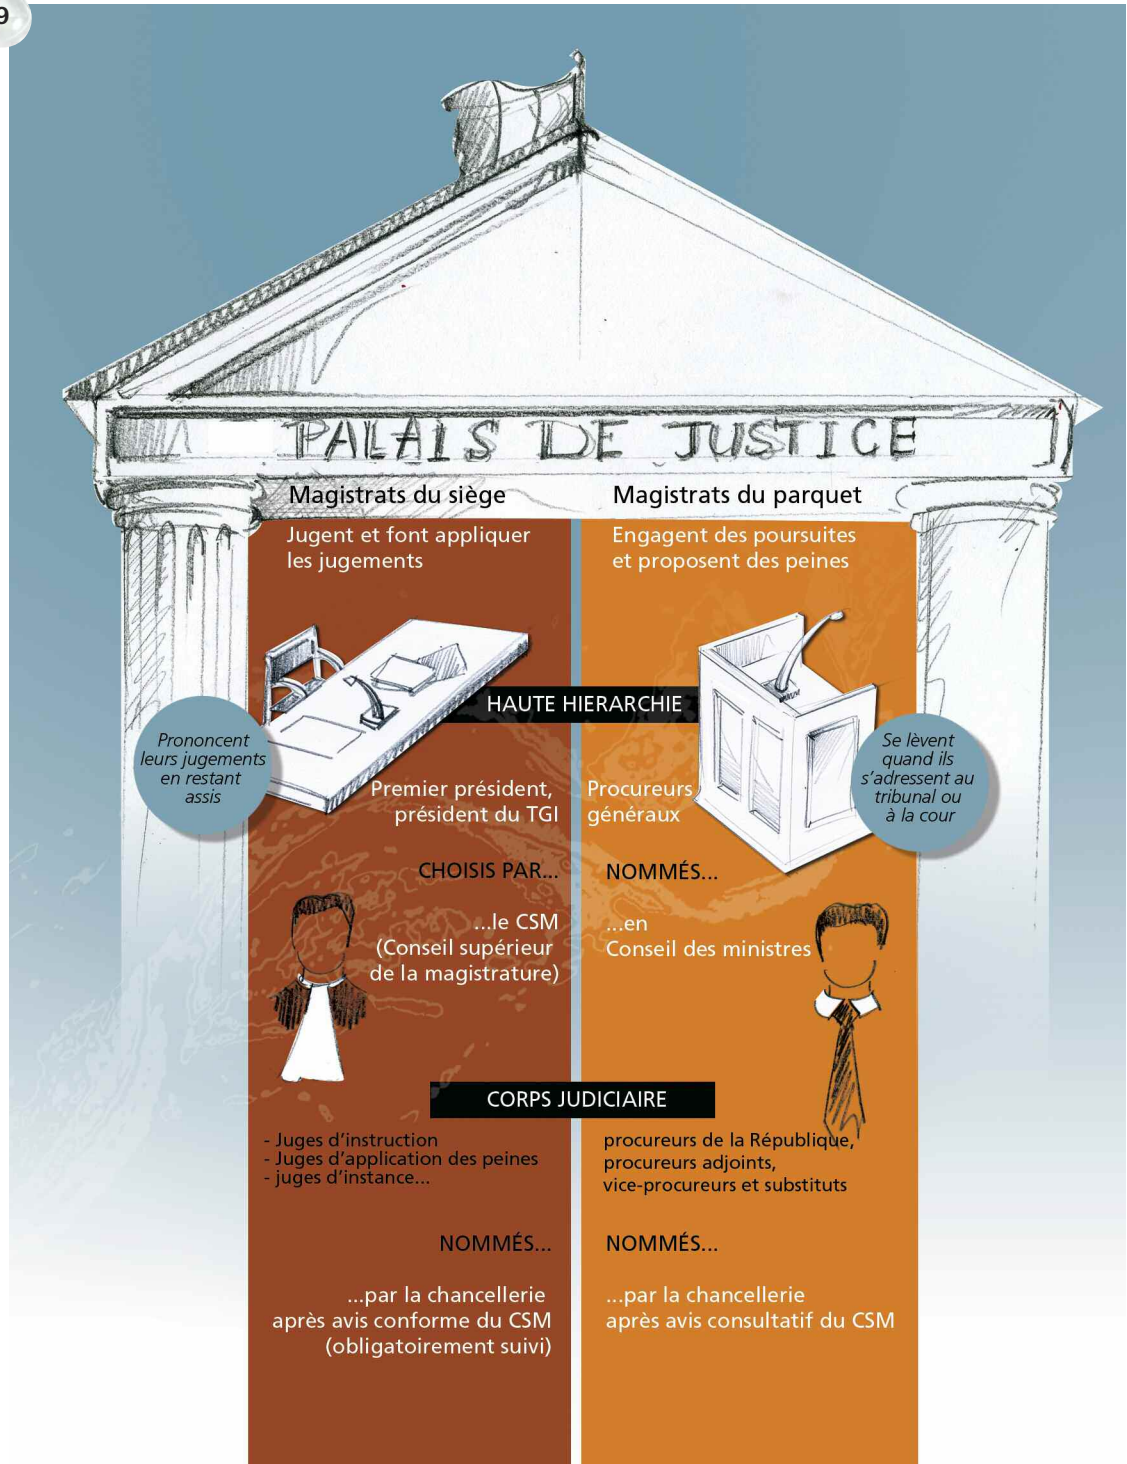 9
PALAIS DE JUSTICE
Magistrats du siège
Jugent et font appliquer
les jugements
Magistrats du parquet
Engagent des poursuites
et proposent des peines
HAUTE HIERARCHIE
Prononcent
leurs jugements
en restant
assis
Se lèvent
quand ils
s'adressent au
tribunal ou
à la cour
Premier président,
président du TGI
Procureurs
généraux
CHOISIS PAR...
...le CSM
(Conseil supérieur
de la magistrature)
NOMMÉS...
...en
Conseil des ministres
CORPS JUDICIAIRE
- Juges d'instruction
- Juges d'application des peines
- juges d'instance...
procureurs de la République,
procureurs adjoints,
vice-procureurs et substituts
NOMMÉS...
...par la chancellerie
après avis conforme du CSM
(obligatoirement suivi)
NOMMÉS...
...par la chancellerie
après avis consultatif du CSM